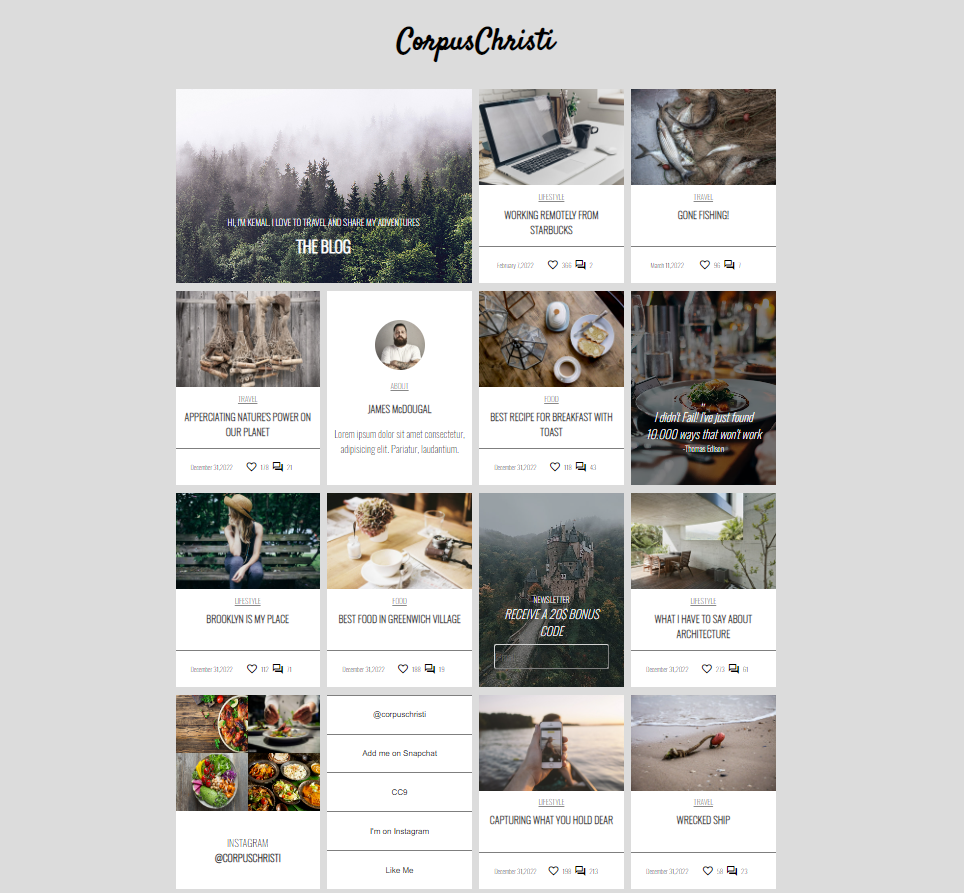 CorpusChristi
HI, I'M KEMAL. I LOVE TO TRAVEL AND SHARE MY ADVENTURES
THE BLOG
LIFESTYLE
WORKING REMOTELY FROM
STARBUCKS
February 7,2022 366 2
TRAVEL
GONE FISHING!
March 11,2022 96 7
TRAVEL
APPERCIATING NATURE'S POWER ON
OUR PLANET
December 31,2022 178 21
ABOUT
JAMES McDOUGAL
Lorem ipsum dolor sit amet consectetur,
adipisicing elit. Pariatur, laudantium.
FOOD
BEST RECIPE FOR BREAKFAST WITH
TOAST
December 31,2022 118 43
"
I didn't Fail! I've just found
10.000 ways that won't work
-Thomas Edison
LIFESTYLE
BROOKLYN IS MY PLACE
December 31,2022 112 31
FOOD
BEST FOOD IN GREENWICH VILLAGE
December 31,2022 188 19
NEWSLETTER
RECEIVE A 20$ BONUS
CODE
LIFESTYLE
WHAT I HAVE TO SAY ABOUT
ARCHITECTURE
December 31,2022 273 61
INSTAGRAM
@CORPUSCHRISTI
@corpuschristi
Add me on Snapchat
CC9
I'm on Instagram
Like Me
LIFESTYLE
CAPTURING WHAT YOU HOLD DEAR
December 31,2022 198 213
TRAVEL
WRECKED SHIP
December 31,2022 58 23